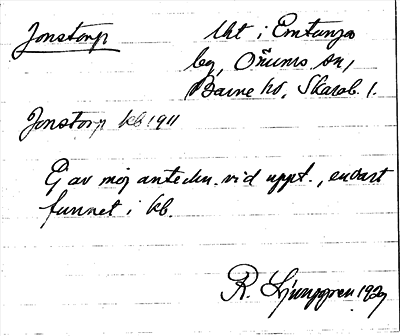 Jonstorp
Uht i Emtunga
by, Önums sn,
Barne hd, Skarab. l.
Jonstorp kb 1911
Ej av mig anteckn. vid uppt., endast
funnet i kb.
R. Ljunggren 1929